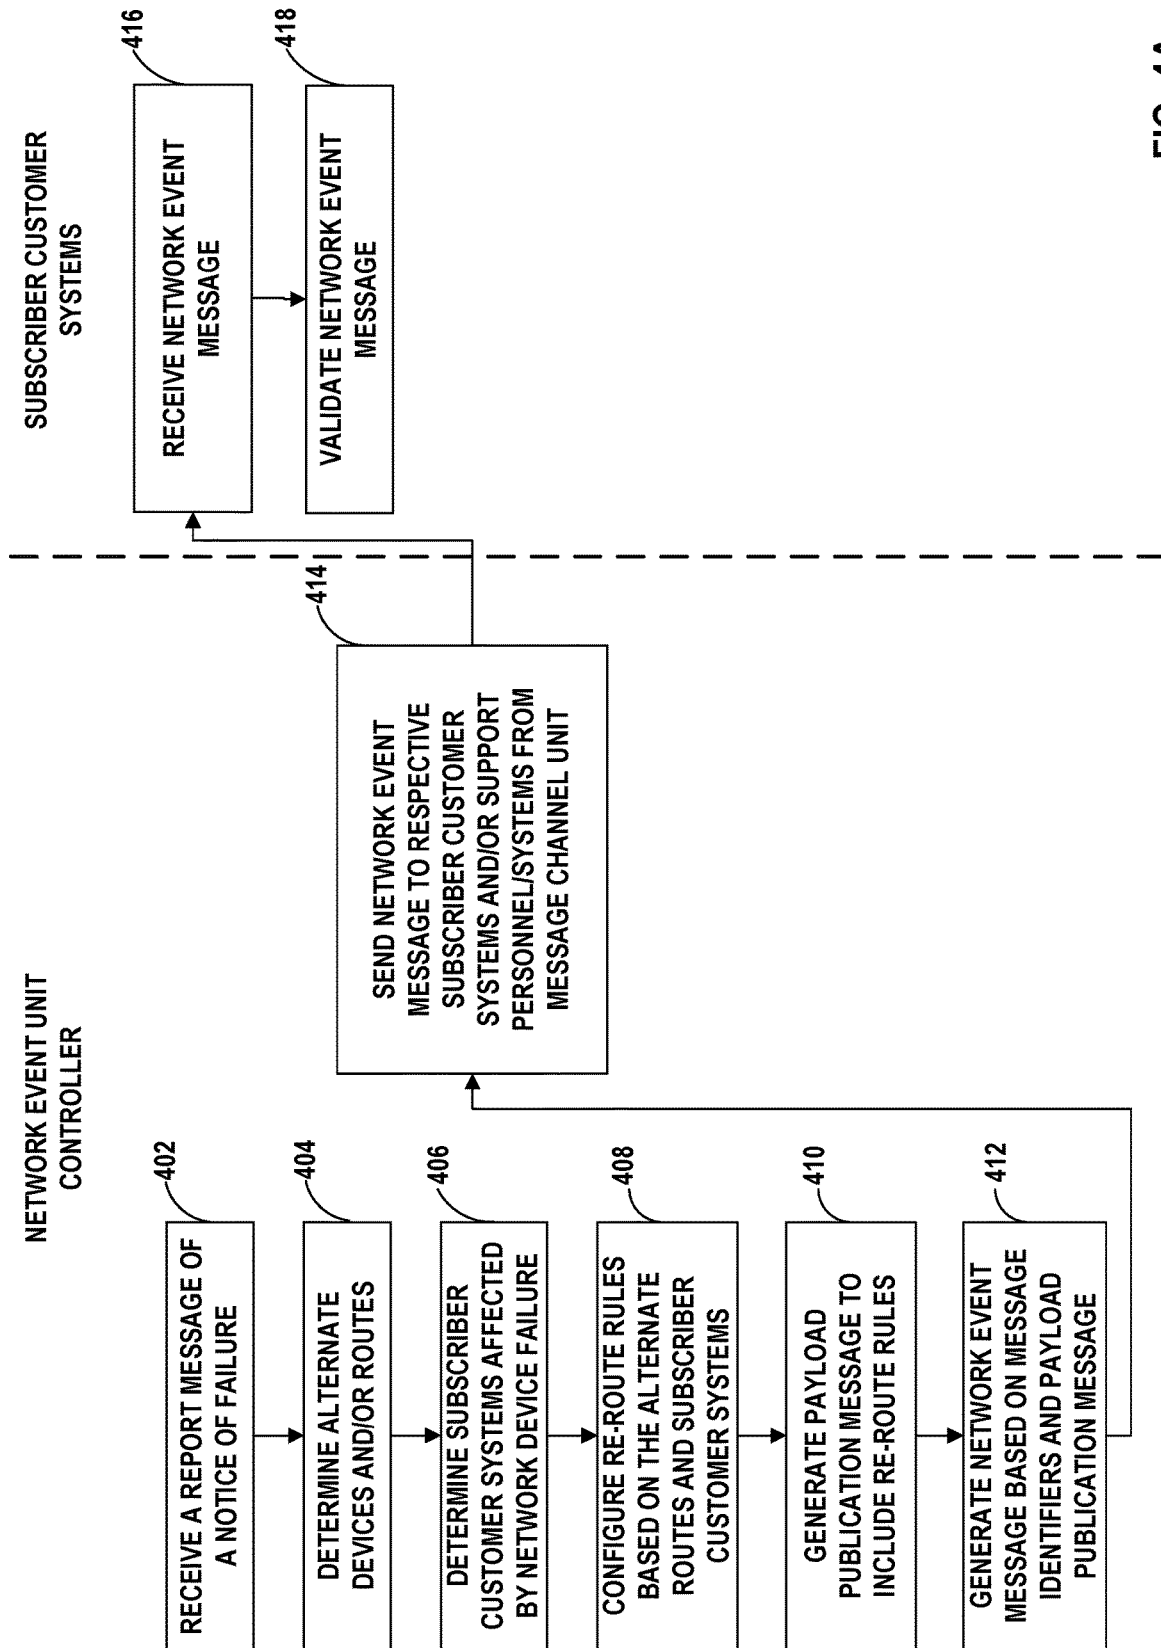 NETWORK EVENT UNIT
CONTROLLER
402
RECEIVE A REPORT MESSAGE OF
A NOTICE OF FAILURE
404
DETERMINE ALTERNATE
DEVICES AND/OR ROUTES
406
DETERMINE SUBSCRIBER
CUSTOMER SYSTEMS AFFECTED
BY NETWORK DEVICE FAILURE
408
CONFIGURE RE-ROUTE RULES
BASED ON THE ALTERNATE
ROUTES AND SUBSCRIBER
CUSTOMER SYSTEMS
410
GENERATE PAYLOAD
PUBLICATION MESSAGE TO
INCLUDE RE-ROUTE RULES
412
GENERATE NETWORK EVENT
MESSAGE BASED ON MESSAGE
IDENTIFIERS AND PAYLOAD
PUBLICATION MESSAGE
414
SEND NETWORK EVENT
MESSAGE TO RESPECTIVE
SUBSCRIBER CUSTOMER
SYSTEMS AND/OR SUPPORT
PERSONNEL/SYSTEMS FROM
MESSAGE CHANNEL UNIT
SUBSCRIBER CUSTOMER
SYSTEMS
416
RECEIVE NETWORK EVENT
MESSAGE
418
VALIDATE NETWORK EVENT
MESSAGE